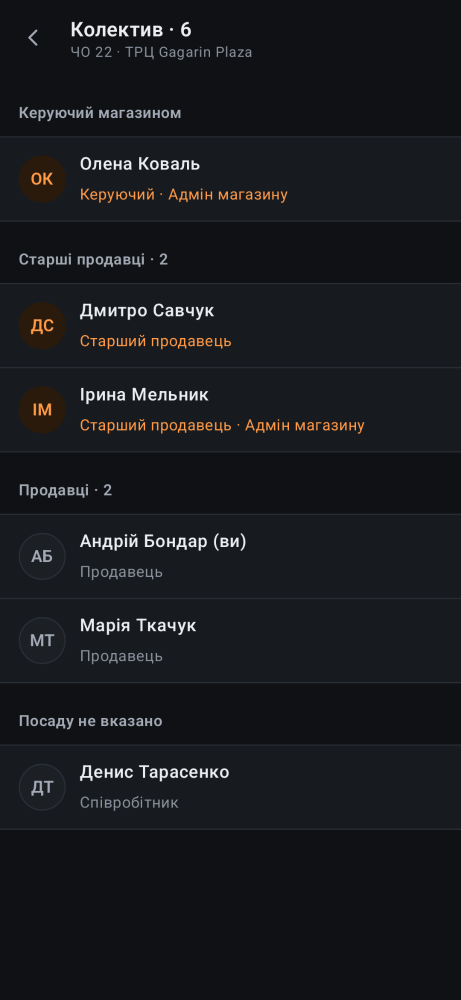 Колектив · 6
ЧО 22 · ТРЦ Gagarin Plaza
Керуючий магазином
ОК
Олена Коваль
Керуючий · Адмін магазину
Старші продавці · 2
ДС
Дмитро Савчук
Старший продавець
ІМ
Ірина Мельник
Старший продавець · Адмін магазину
Продавці · 2
АБ
Андрій Бондар (ви)
Продавець
МТ
Марія Ткачук
Продавець
Посаду не вказано
ДТ
Денис Тарасенко
Співробітник